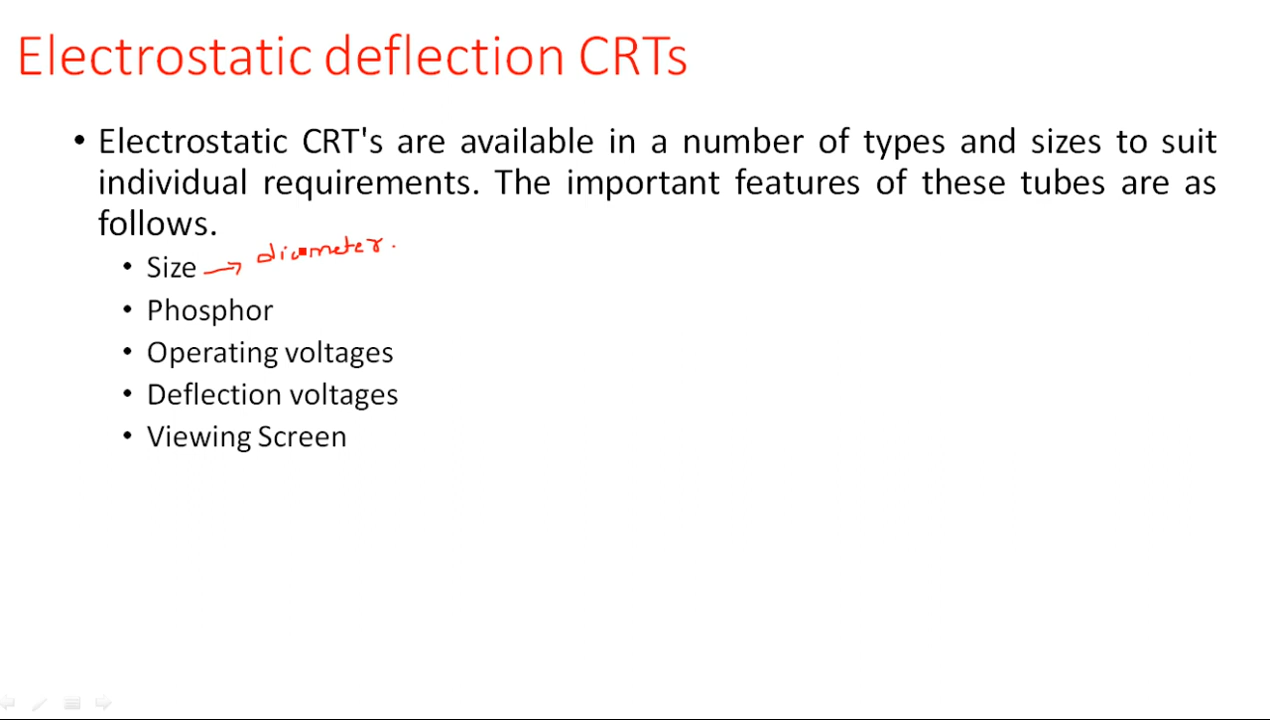 Electrostatic deflection CRTs
• Electrostatic CRT's are available in a number of types and sizes to suit
individual requirements. The important features of these tubes are as
follows.
• Size → diameter.
• Phosphor
• Operating voltages
• Deflection voltages
• Viewing Screen